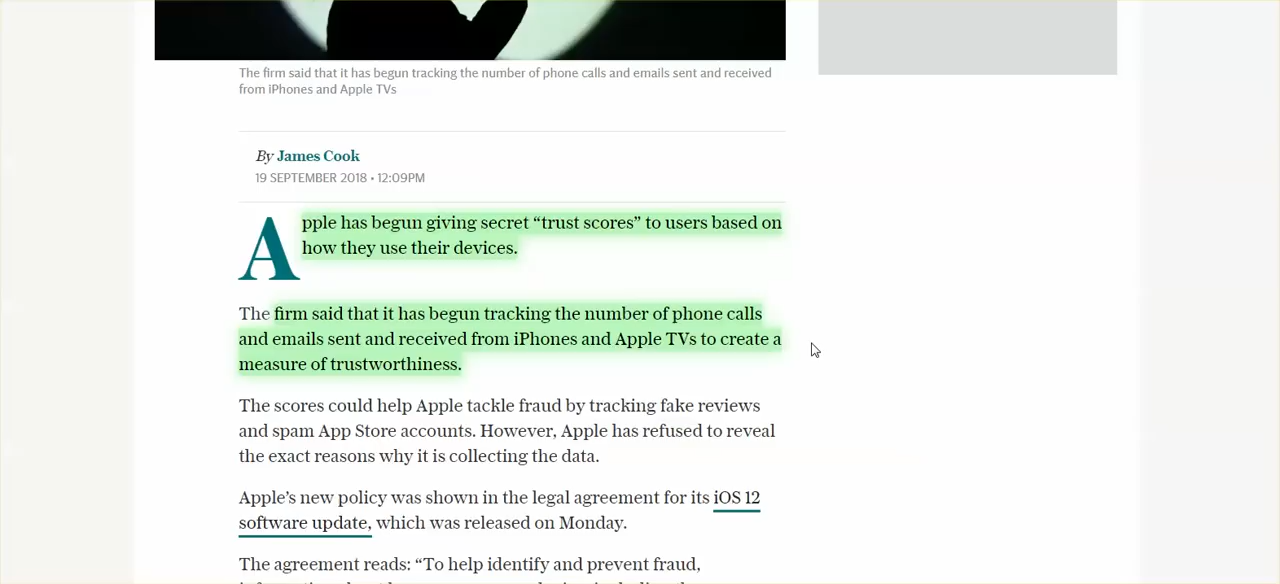 The firm said that it has begun tracking the number of phone calls and emails sent and received
from iPhones and Apple TVs
By James Cook
19 SEPTEMBER 2018 • 12:09PM
Apple has begun giving secret “trust scores” to users based on
how they use their devices.
The firm said that it has begun tracking the number of phone calls
and emails sent and received from iPhones and Apple TVs to create a
measure of trustworthiness.
The scores could help Apple tackle fraud by tracking fake reviews
and spam App Store accounts. However, Apple has refused to reveal
the exact reasons why it is collecting the data.
Apple’s new policy was shown in the legal agreement for its iOS 12
software update, which was released on Monday.
The agreement reads: “To help identify and prevent fraud,